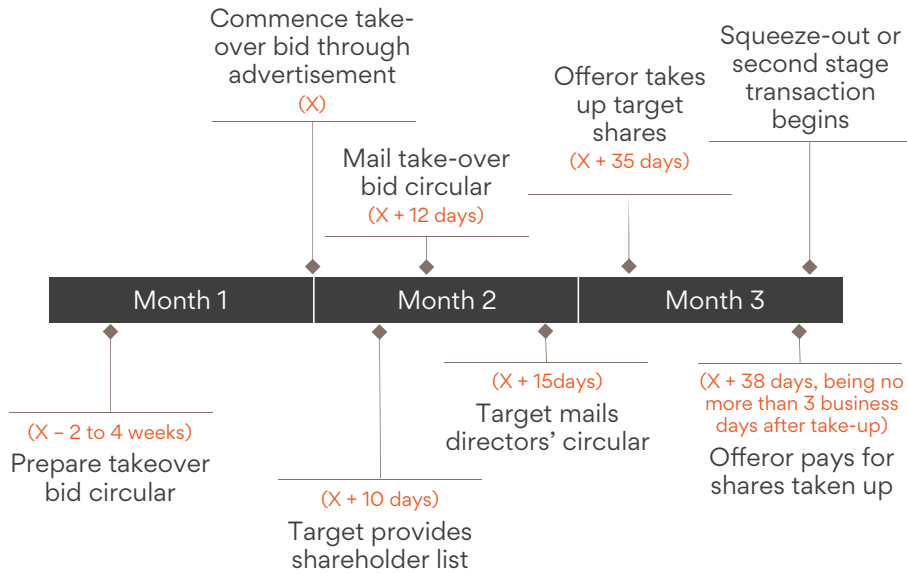 Commence take-
over bid through
advertisement
(X)
Mail take-over
bid circular
(X + 12 days)
Offeror takes
up target
shares
(X + 35 days)
Squeeze-out or
second stage
transaction
begins
Month 1
Month 2
Month 3
(X – 2 to 4 weeks)
Prepare takeover
bid circular
(X + 10 days)
Target provides
shareholder list
(X + 15days)
Target mails
directors’ circular
(X + 38 days, being no
more than 3 business
days after take-up)
Offeror pays for
shares taken up